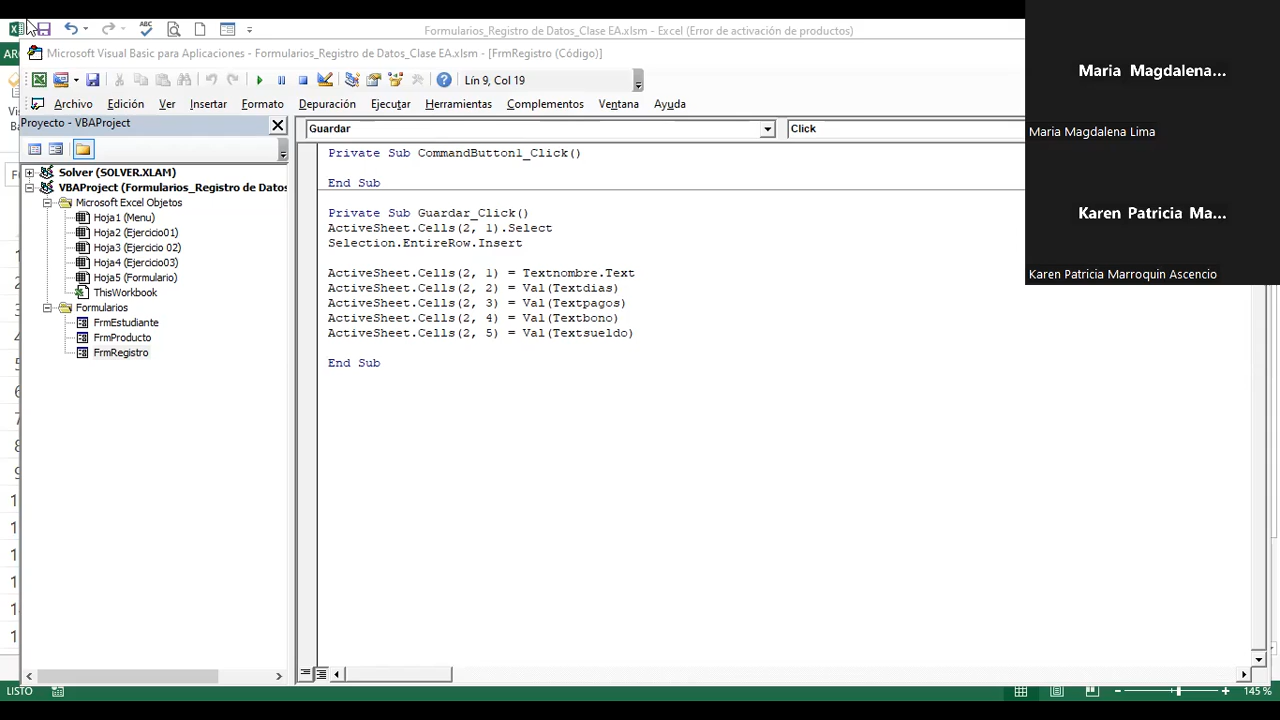 Formularios_Registro de Datos_Clase EA.xlsm - Excel (Error de activación de productos)
Microsoft Visual Basic para Aplicaciones - Formularios_Registro de Datos_Clase EA.xlsm - [FrmRegistro (Código)]
Lín 9, Col 19
Archivo Edición Ver Insertar Formato Depuración Ejecutar Herramientas Complementos Ventana Ayuda
Proyecto - VBAProject
Guardar
Click
Solver (SOLVER.XLAM)
VBAProject (Formularios_Registro de Datos
Microsoft Excel Objetos
Hoja1 (Menu)
Hoja2 (Ejercicio01)
Hoja3 (Ejercicio 02)
Hoja4 (Ejercicio03)
Hoja5 (Formulario)
ThisWorkbook
Formularios
FrmEstudiante
FrmProducto
FrmRegistro
Private Sub CommandButton1_Click()
End Sub
Private Sub Guardar_Click()
ActiveSheet.Cells(2, 1).Select
Selection.EntireRow.Insert
ActiveSheet.Cells(2, 1) = Textnombre.Text
ActiveSheet.Cells(2, 2) = Val(Textdias)
ActiveSheet.Cells(2, 3) = Val(Textpagos)
ActiveSheet.Cells(2, 4) = Val(Textbono)
ActiveSheet.Cells(2, 5) = Val(Textsueldo)
End Sub
Maria Magdalena...
Maria Magdalena Lima
Karen Patricia Ma...
Karen Patricia Marroquin Ascencio
LISTO
145 %